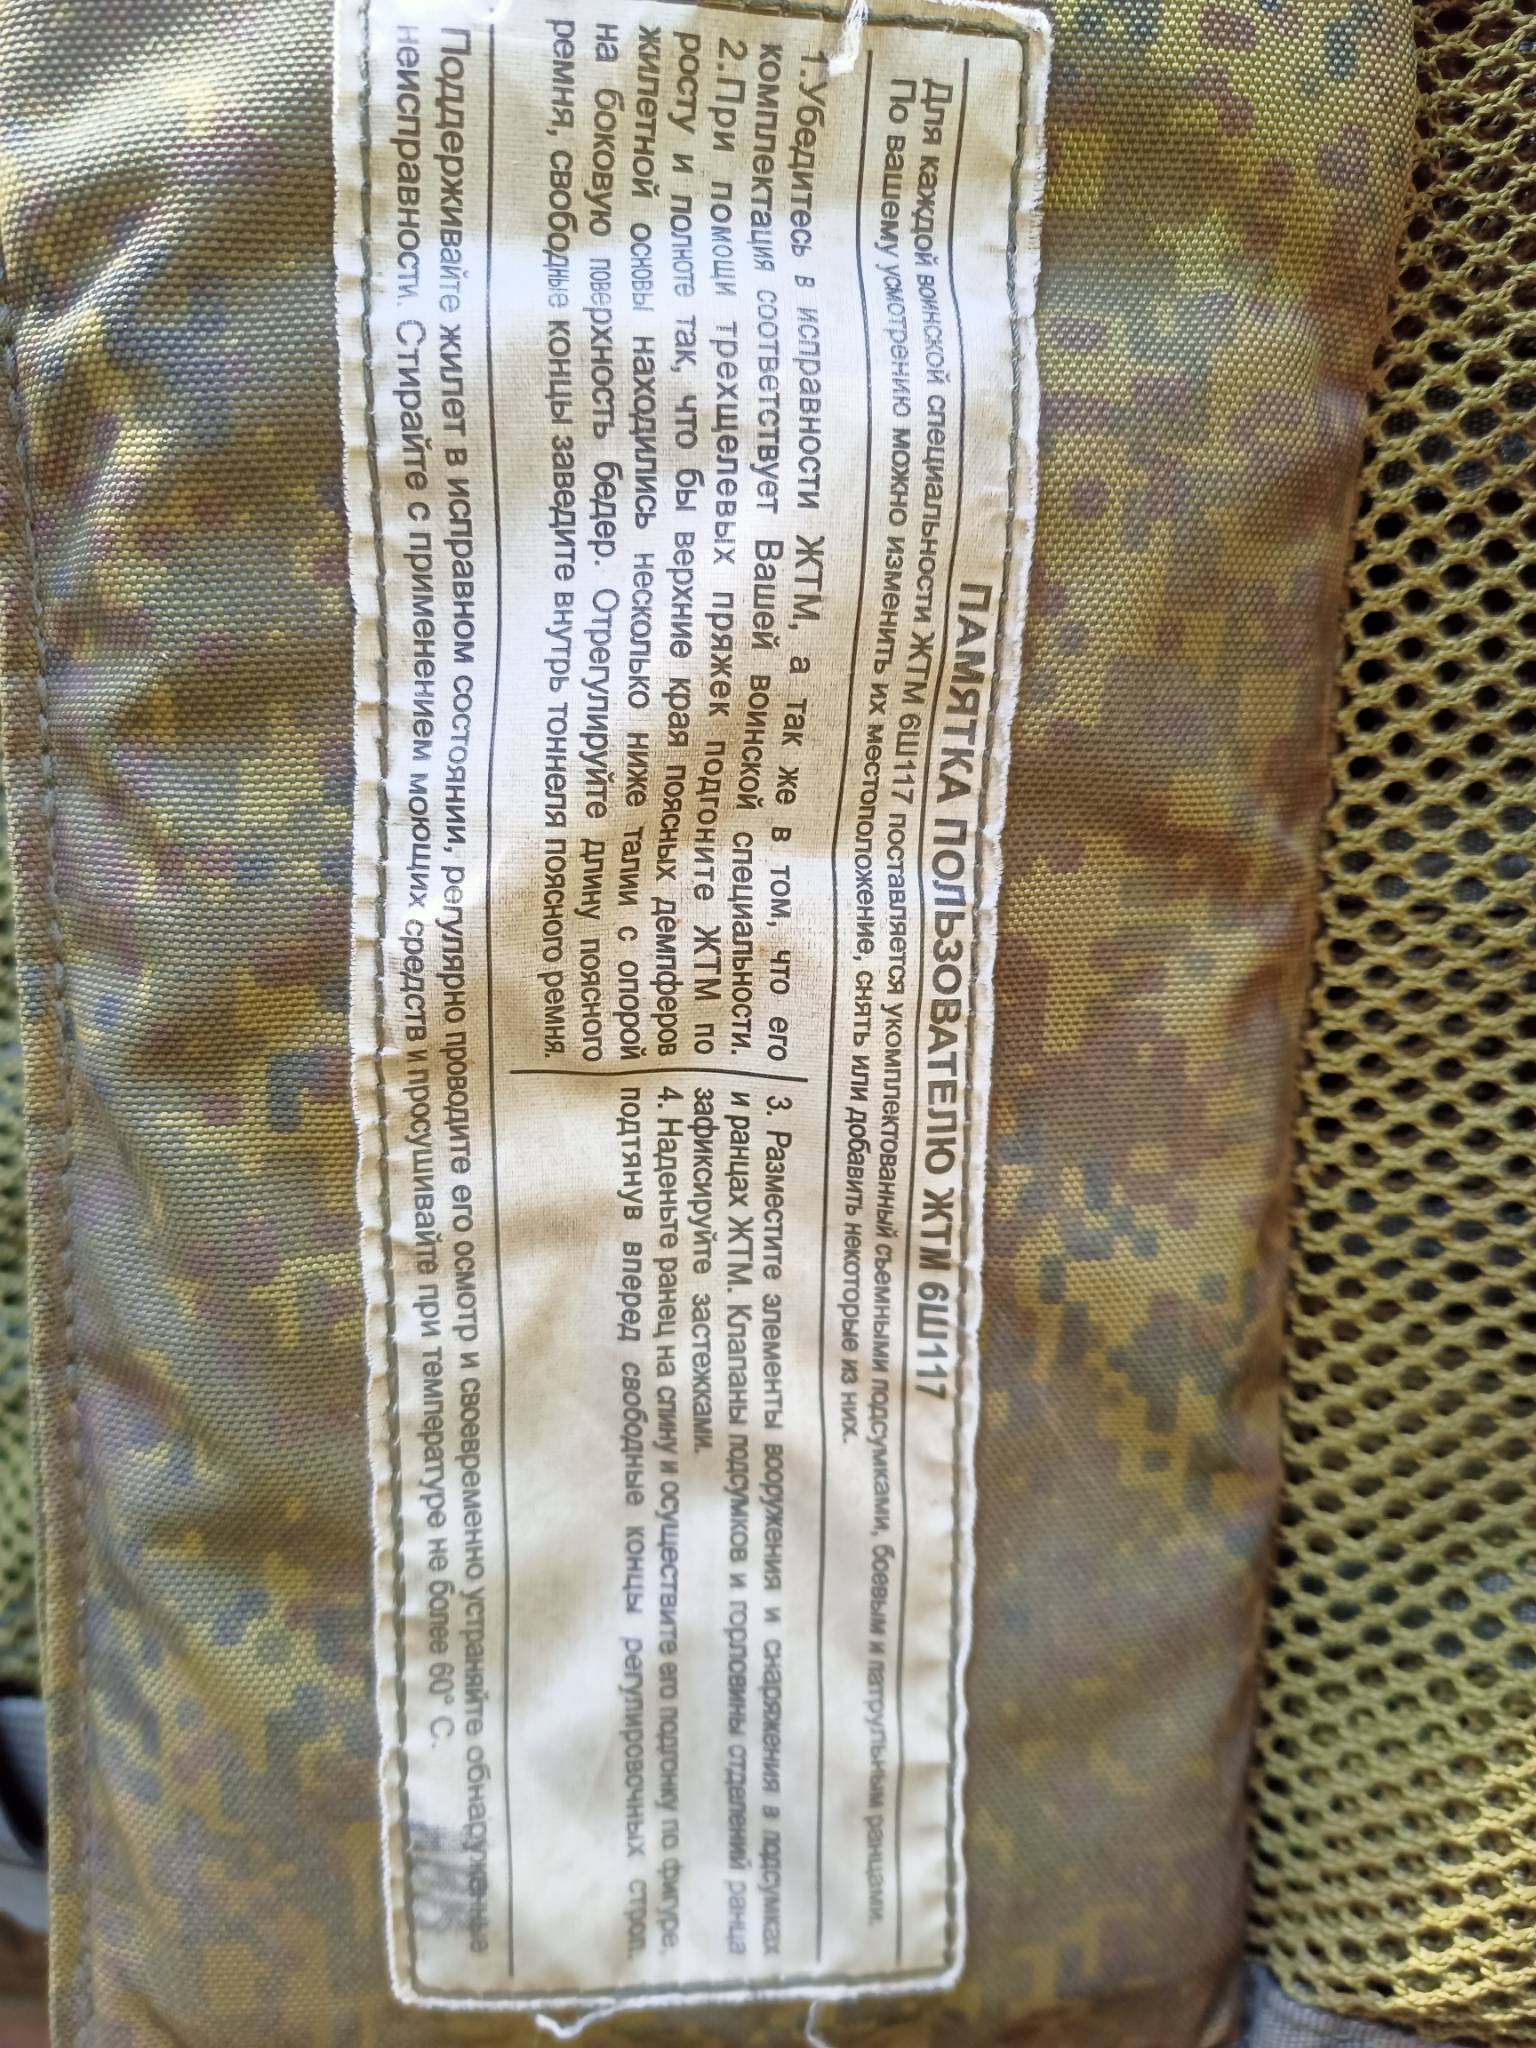 ПАМЯТКА ПОЛЬЗОВАТЕЛЮ ЖТМ 6Ш117
Для каждой воинской специальности ЖТМ 6Ш117 поставляется укомплектованный съемными подсумками, боевым и патрульным ранцами.
По вашему усмотрению можно изменить их местоположение, снять или добавить некоторые из них.
1.Убедитесь в исправности ЖТМ, а так же в том, что его
комплектация соответствует Вашей воинской специальности.
2.При помощи трехщелевых пряжек подгоните ЖТМ по
росту и полноте так, что бы верхние края поясных демпферов
жилетной основы находились несколько ниже талии с опорой
на боковую поверхность бедер. Отрегулируйте длину поясного
ремня, свободные концы заведите внутрь тоннеля поясного ремня.
3. Разместите элементы вооружения и снаряжения в подсумках
и ранцах ЖТМ. Клапаны подсумков и горловины отделений ранца
зафиксируйте застежками.
4. Наденьте ранец на спину и осуществите его подгонку по фигуре,
подтянув вперед свободные концы регулировочных строп.
Поддерживайте жилет в исправном состоянии, регулярно проводите его осмотр и своевременно устраняйте обнаруженные
неисправности. Стирайте с применением моющих средств и просушивайте при температуре не более 60° С.